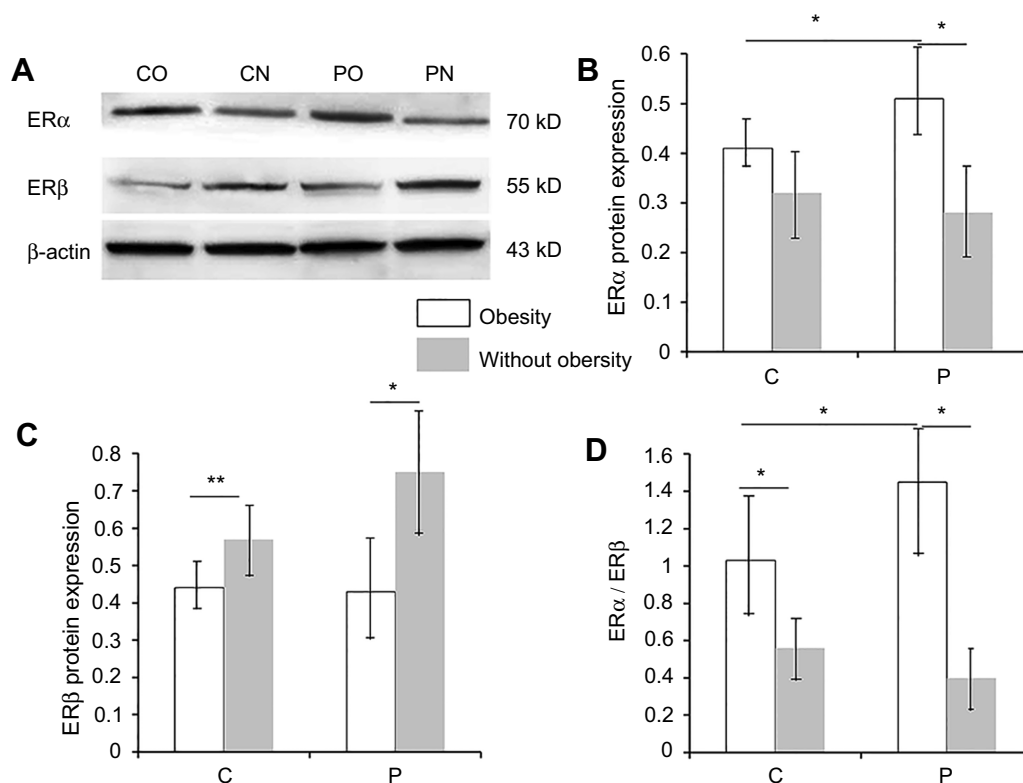 A
CO CN PO PN
ERα 70 kD
ERβ 55 kD
β-actin 43 kD
Obesity
Without obersity
B
* *
ERα protein expression
0.6
0.5
0.4
0.3
0.2
0.1
0
C P
C
** *
ERβ protein expression
0.8
0.7
0.6
0.5
0.4
0.3
0.2
0.1
0
C P
D
* * *
ERα / ERβ
1.6
1.4
1.2
1
0.8
0.6
0.4
0.2
0
C P